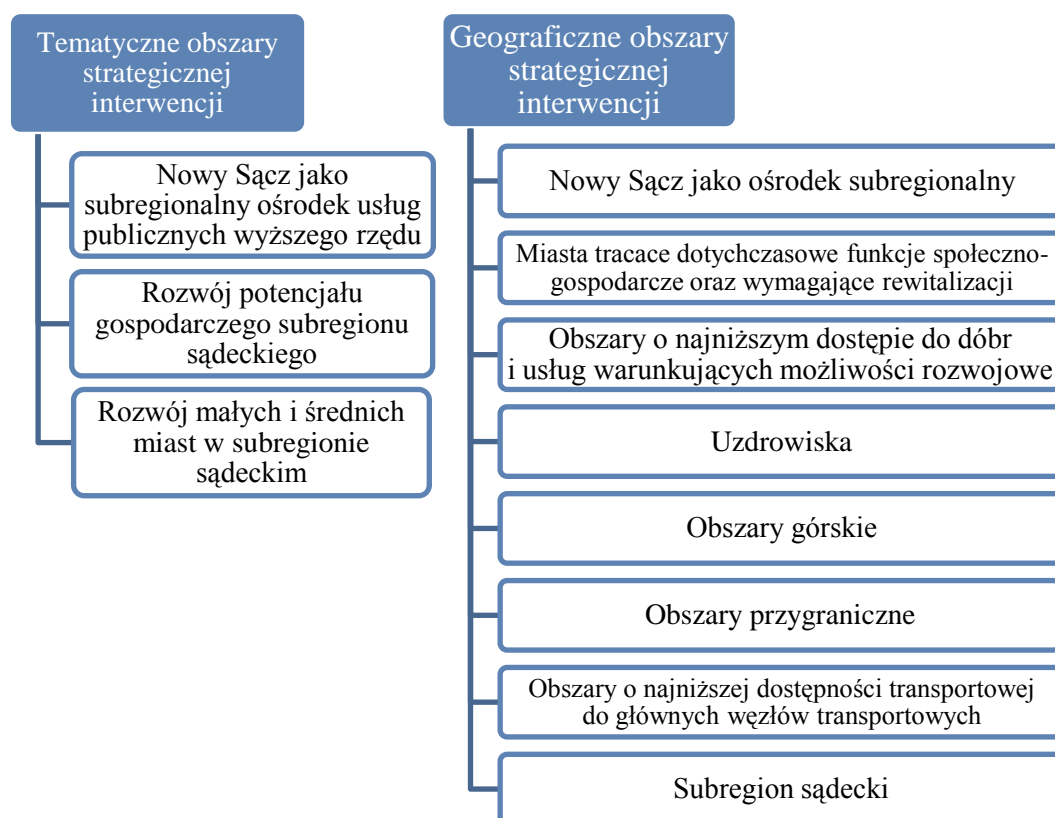 Tematyczne obszary
strategicznej
interwencji
Nowy Sącz jako
subregionalny ośrodek usług
publicznych wyższego rzędu
Rozwój potencjału
gospodarczego subregionu
sądeckiego
Rozwój małych i średnich
miast w subregionie
sądeckim
Geograficzne obszary
strategicznej
interwencji
Nowy Sącz jako ośrodek subregionalny
Miasta tracace dotychczasowe funkcje społeczno-
gospodarcze oraz wymagające rewitalizacji
Obszary o najniższym dostępie do dóbr
i usług warunkujących możliwości rozwojowe
Uzdrowiska
Obszary górskie
Obszary przygraniczne
Obszary o najniższej dostępności transportowej
do głównych węzłów transportowych
Subregion sądecki